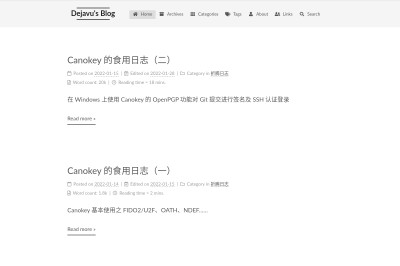 Dejavu's Blog
Home Archives Categories Tags About Links Search
Canokey 的食用日志（二）
Posted on 2022-01-15 | Edited on 2022-01-20 | Category in 折腾日志
Word count: 20k | Reading time ≈ 18 mins.
在 Windows 上使用 Canokey 的 OpenPGP 功能对 Git 提交进行签名及 SSH 认证登录
Read more »
Canokey 的食用日志（一）
Posted on 2022-01-14 | Edited on 2022-01-15 | Category in 折腾日志
Word count: 1.8k | Reading time ≈ 2 mins.
Canokey 基本使用之 FIDO2/U2F、OATH、NDEF……
Read more »